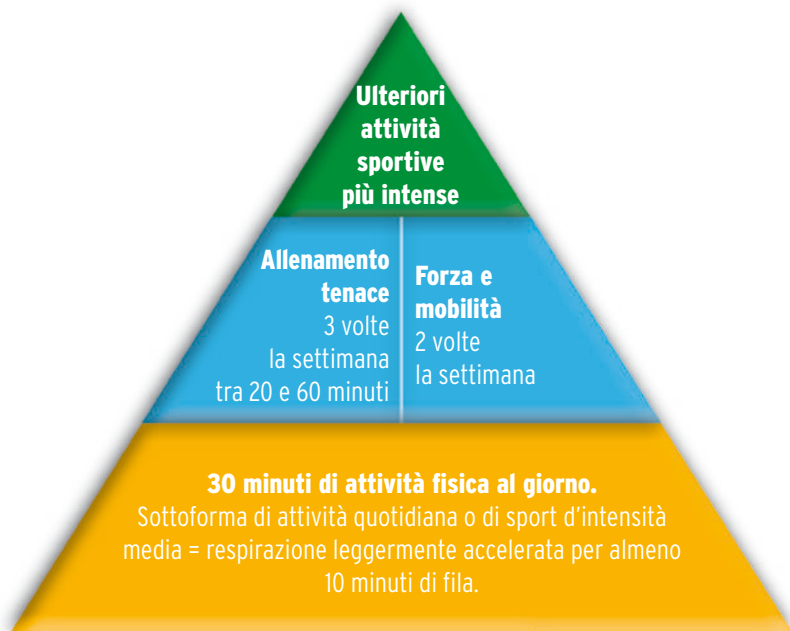 Ulteriori
attività
sportive
più intense
Allenamento
tenace
3 volte
la settimana
tra 20 e 60 minuti
Forza e
mobilità
2 volte
la settimana
30 minuti di attività fisica al giorno.
Sottoforma di attività quotidiana o di sport d'intensità
media = respirazione leggermente accelerata per almeno
10 minuti di fila.